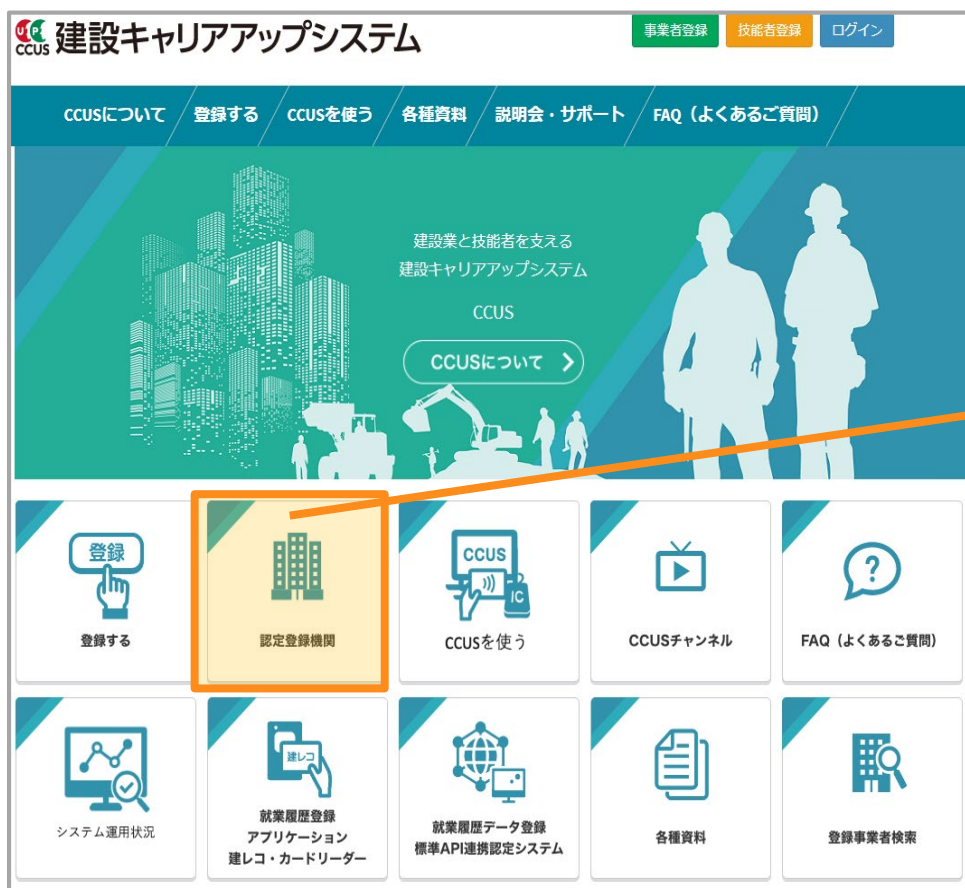 CCUS 建設キャリアアップシステム
事業者登録 技能者登録 ログイン
CCUSについて 登録する CCUSを使う 各種資料 説明会・サポート FAQ（よくあるご質問）
建設業と技能者を支える
建設キャリアアップシステム
CCUS
CCUSについて
登録
登録する
認定登録機関
CCUS
IC
CCUSを使う
CCUSチャンネル
?
FAQ（よくあるご質問）
システム運用状況
建レコ
就業履歴登録
アプリケーション
建レコ・カードリーダー
就業履歴データ登録
標準API連携認定システム
各種資料
登録事業者検索